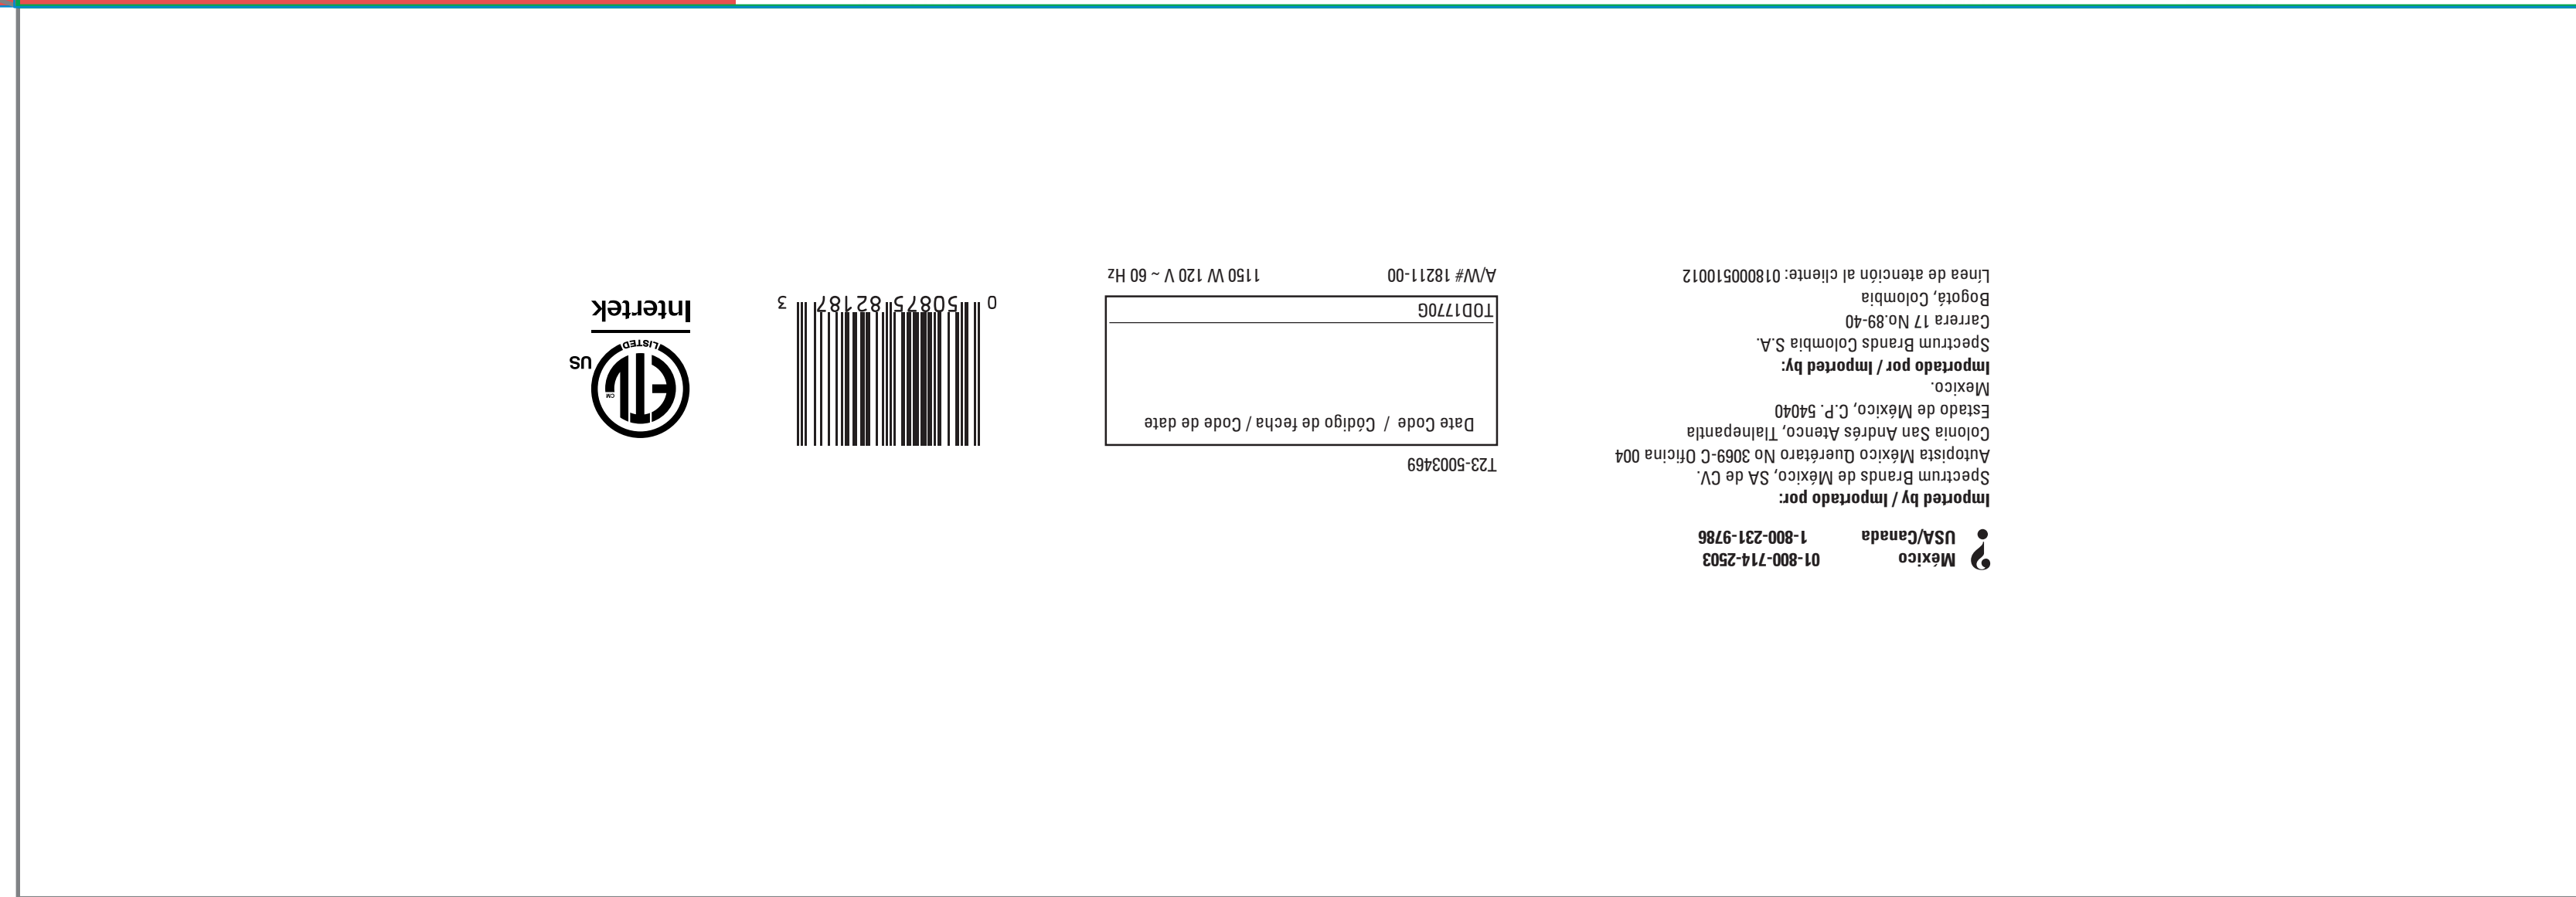 ? México 01-800-714-2503
USA/Canada 1-800-231-9786
Imported by / Importado por:
Spectrum Brands de México, SA de CV.
Autopista México Querétaro No 3069-C Oficina 004
Colonia San Andrés Atenco, Tlalnepantla
Estado de México, C.P. 54040
Mexico.
Importado por / Imported by:
Spectrum Brands Colombia S.A.
Carrera 17 No.89-40
Bogotá, Colombia
Línea de atención al cliente: 018000510012
T23-5003469
Date Code / Código de fecha / Code de date
TOD1770G
A/W# 18211-00 1150 W 120 V ~ 60 Hz
0 50875 82187 3
ETL CM
LISTED
US
Intertek